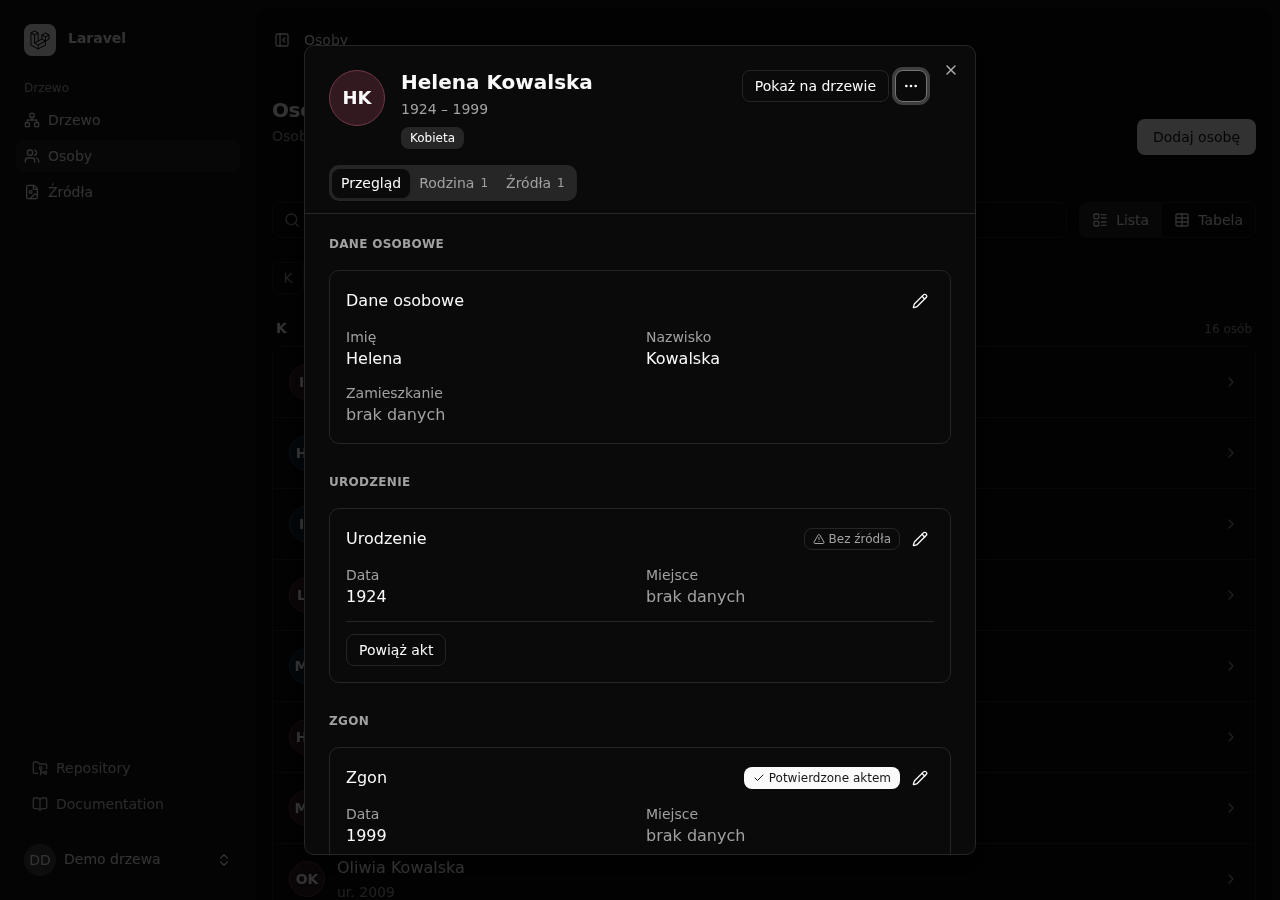 Laravel
Osoby
Drzewo
Drzewo
Osoby
Źródła
Repository
Documentation
DD
Demo drzewa
Dodaj osobę
Lista
Tabela
K
K
16 osób
HK
Helena Kowalska
1924 – 1999
Kobieta
Pokaż na drzewie
Przegląd
Rodzina 1
Źródła 1
DANE OSOBOWE
Dane osobowe
Imię
Nazwisko
Helena
Kowalska
Zamieszkanie
brak danych
URODZENIE
Urodzenie
Bez źródła
Data
Miejsce
1924
brak danych
Powiąż akt
ZGON
Zgon
Potwierdzone aktem
Data
Miejsce
1999
brak danych
OK
Oliwia Kowalska
ur. 2009